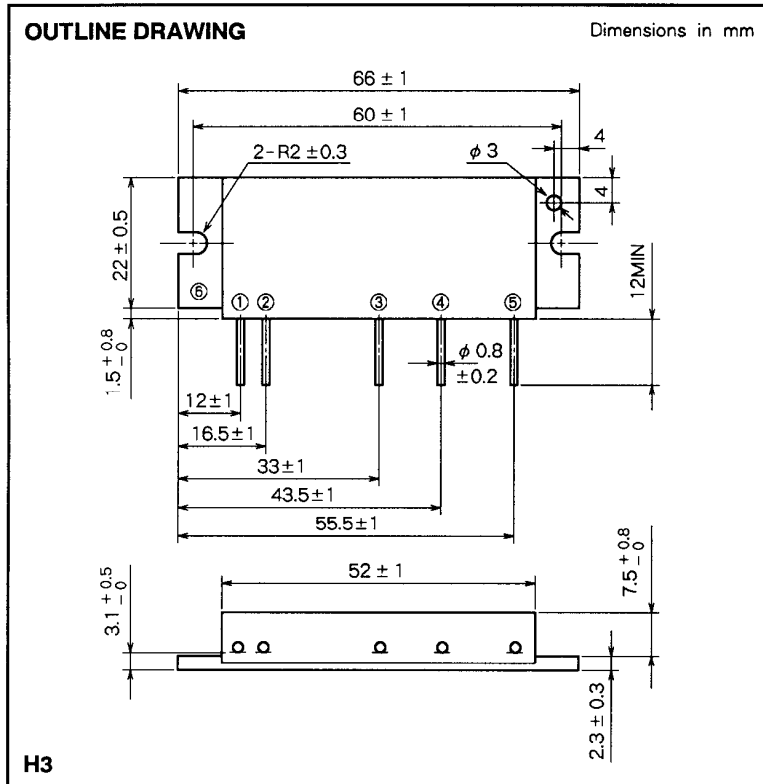 OUTLINE DRAWING
Dimensions in mm
66 ± 1
60 ± 1
4
2-R2 ±0.3
φ 3
4
22 ± 0.5
12MIN
⑥
① ② ③ ④ ⑤
1.5 +0.8 -0
φ 0.8
±0.2
12±1
16.5±1
33±1
43.5±1
55.5±1
52 ± 1
7.5 +0.8 -0
3.1 +0.5 -0
2.3 ± 0.3
H3